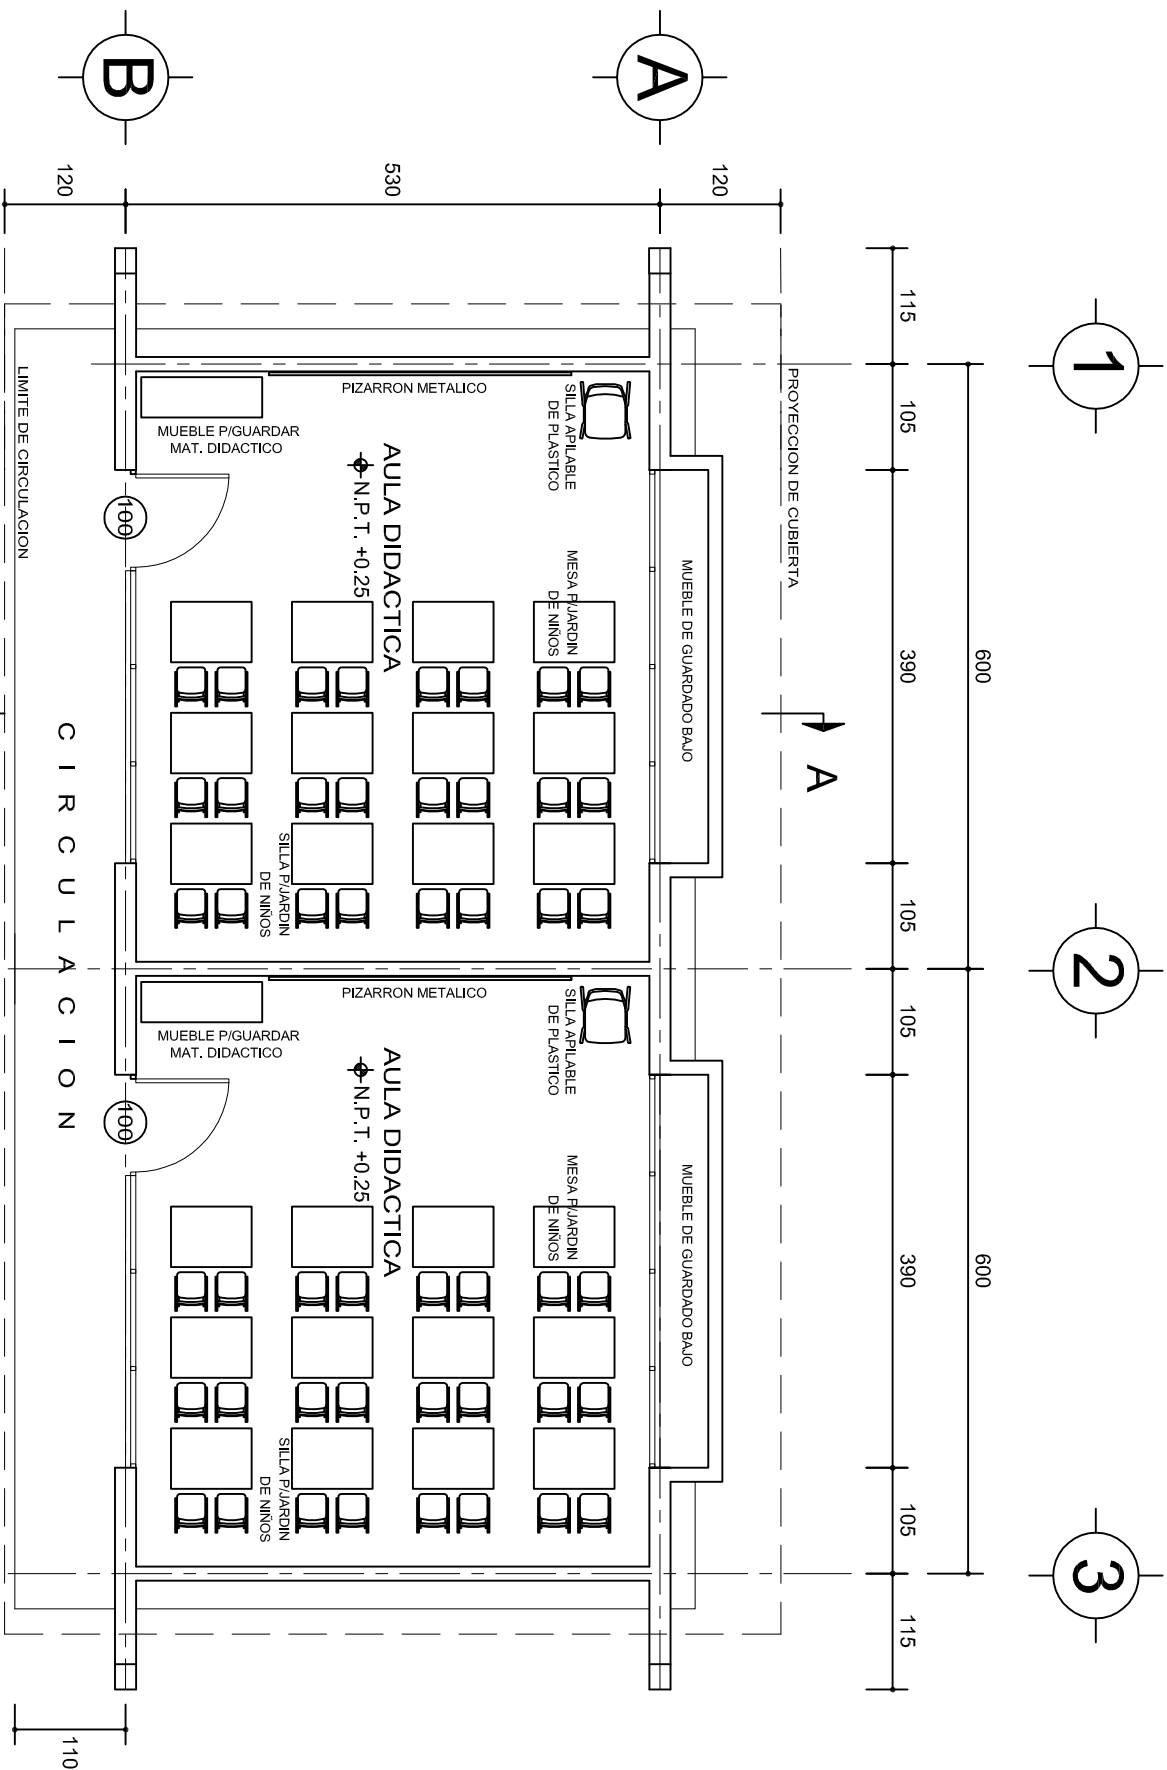 1
2
3
600
600
115
105
390
105
105
390
105
115
A
PROYECCION DE CUBIERTA
120
A
530
B
120
110
MUEBLE DE GUARDADO BAJO
MUEBLE DE GUARDADO BAJO
SILLA APILABLE
DE PLASTICO
MESA P/JARDIN
DE NIÑOS
PIZARRON METALICO
AULA DIDACTICA
N.P.T. +0.25
MUEBLE P/GUARDAR
MAT. DIDACTICO
SILLA P/JARDIN
DE NIÑOS
100
SILLA APILABLE
DE PLASTICO
MESA P/JARDIN
DE NIÑOS
PIZARRON METALICO
AULA DIDACTICA
N.P.T. +0.25
MUEBLE P/GUARDAR
MAT. DIDACTICO
SILLA P/JARDIN
DE NIÑOS
100
CIRCULACION
LIMITE DE CIRCULACION